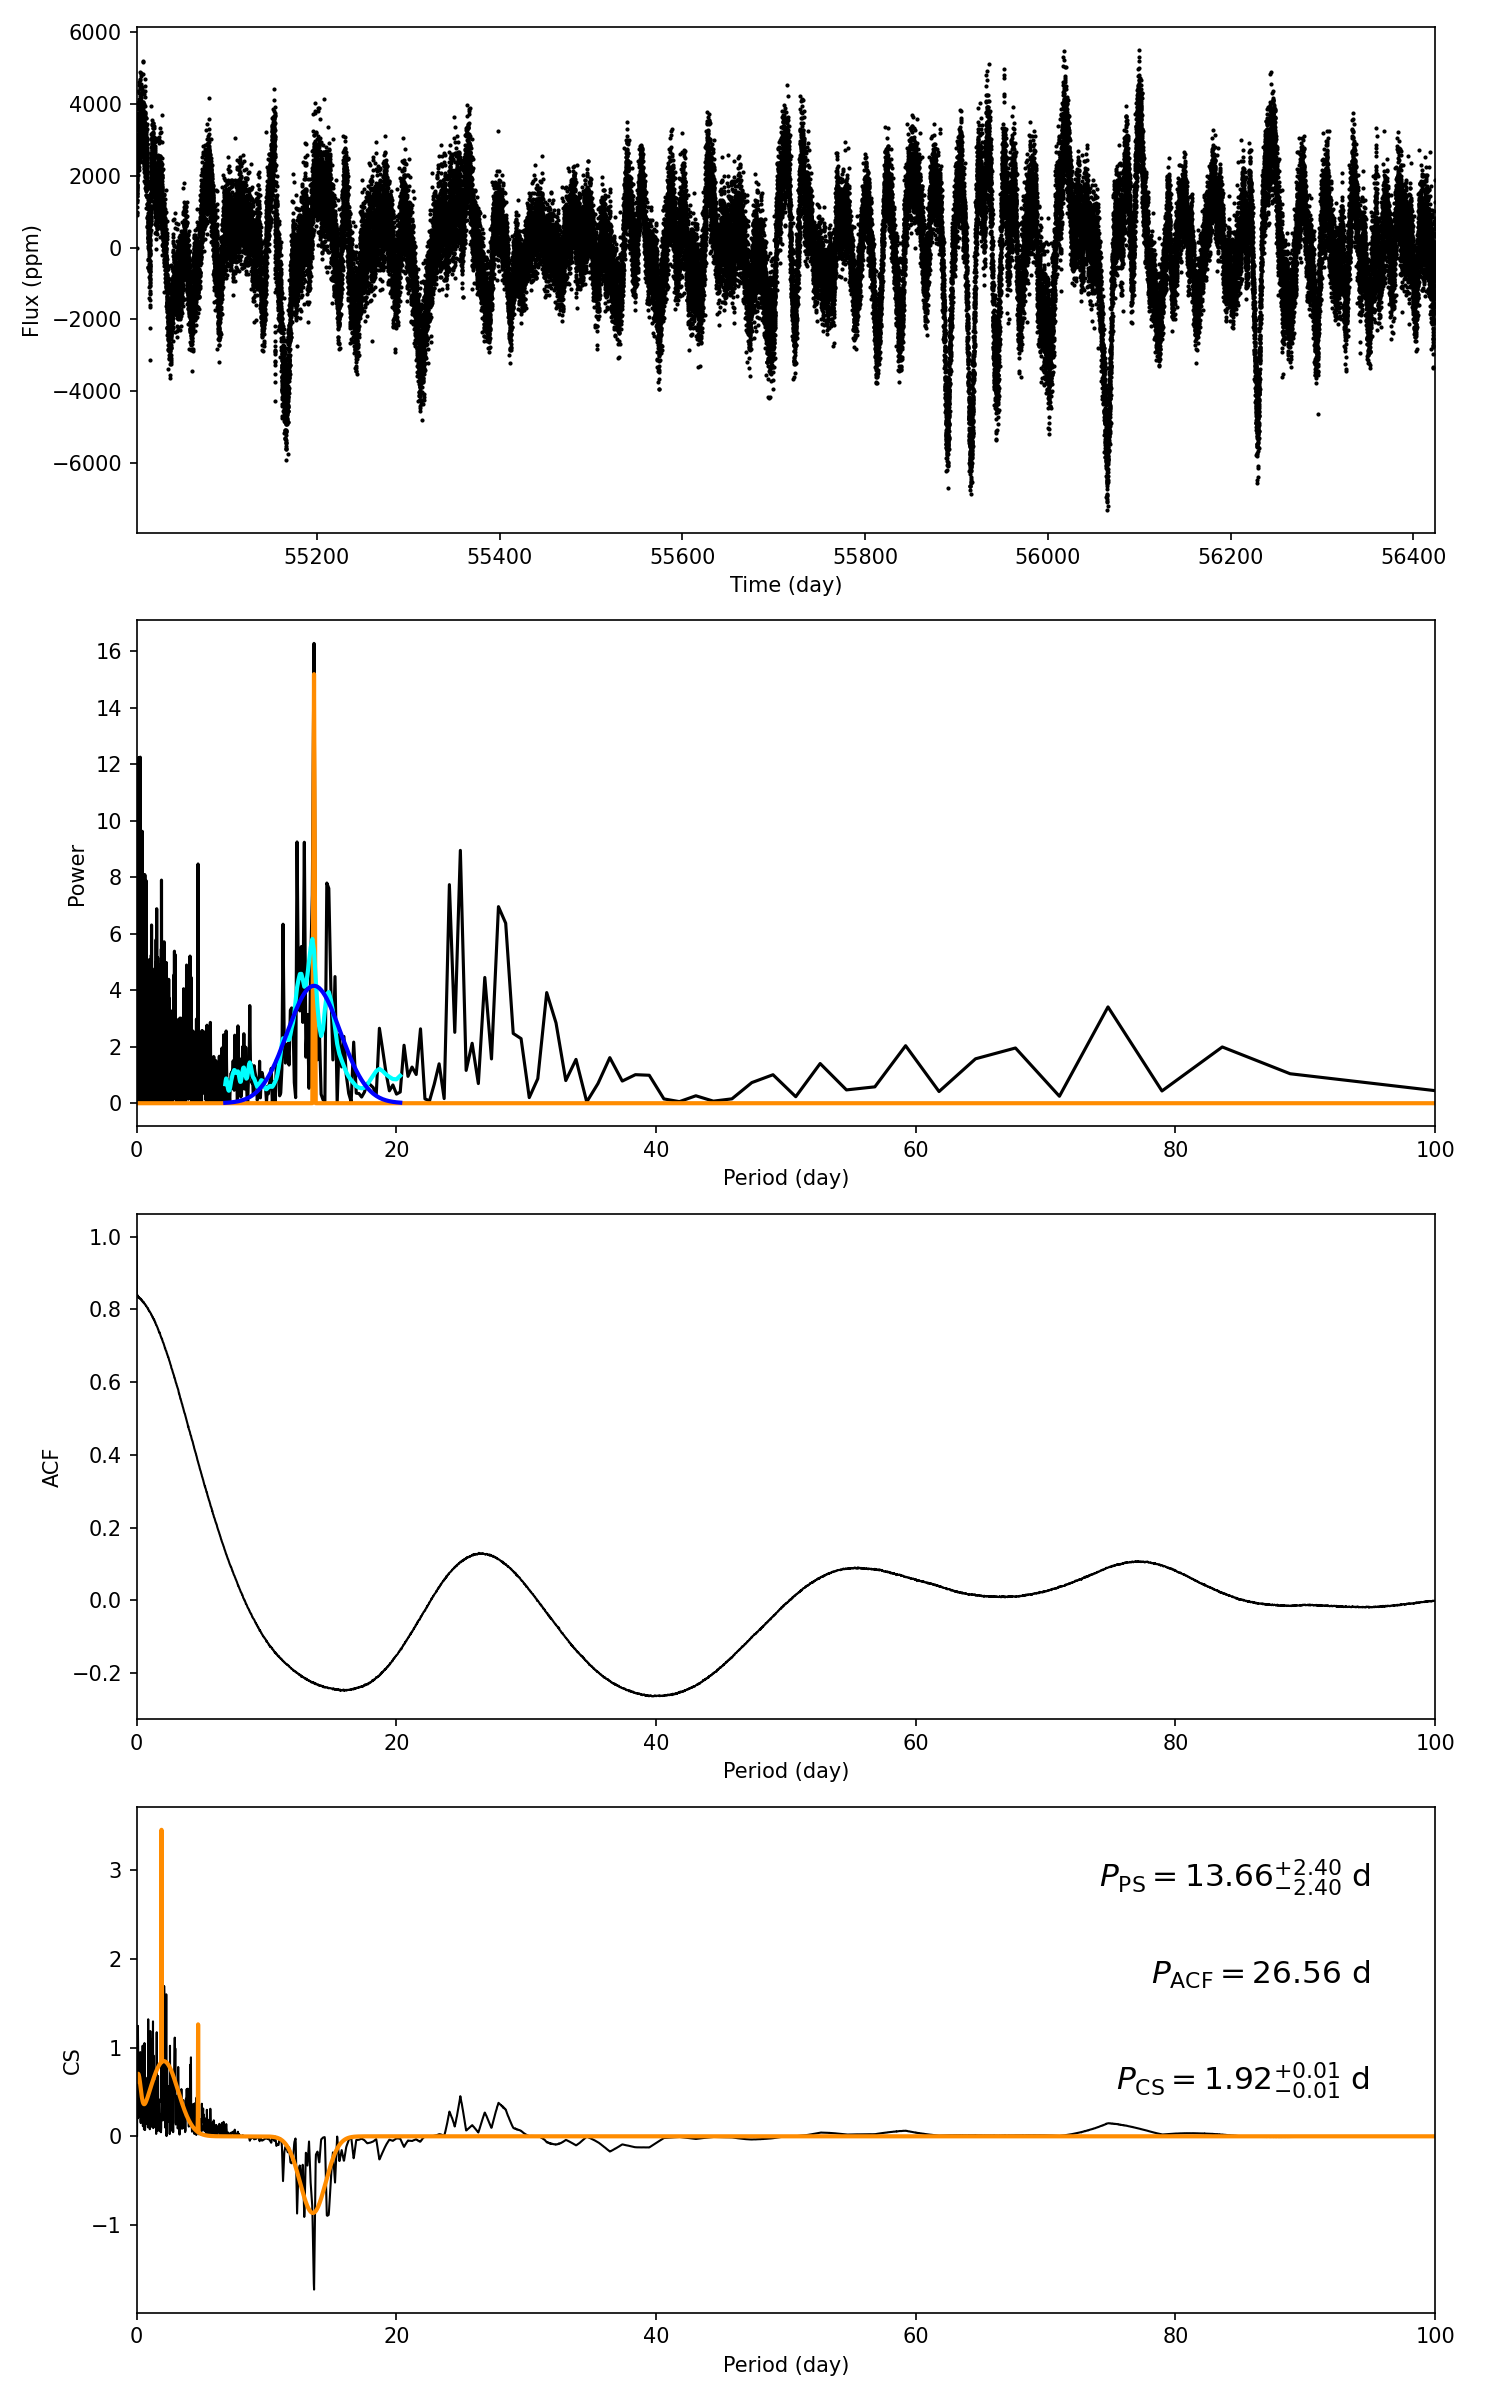 6000
4000
2000
0
−2000
−4000
−6000
Flux (ppm)
55200 55400 55600 55800 56000 56200 56400
Time (day)
16
14
12
10
8
6
4
2
0
Power
0 20 40 60 80 100
Period (day)
1.0
0.8
0.6
0.4
0.2
0.0
−0.2
ACF
0 20 40 60 80 100
Period (day)
3
2
1
0
−1
CS
P_PS = 13.66^{+2.40}_{−2.40} d
P_ACF = 26.56 d
P_CS = 1.92^{+0.01}_{−0.01} d
0 20 40 60 80 100
Period (day)